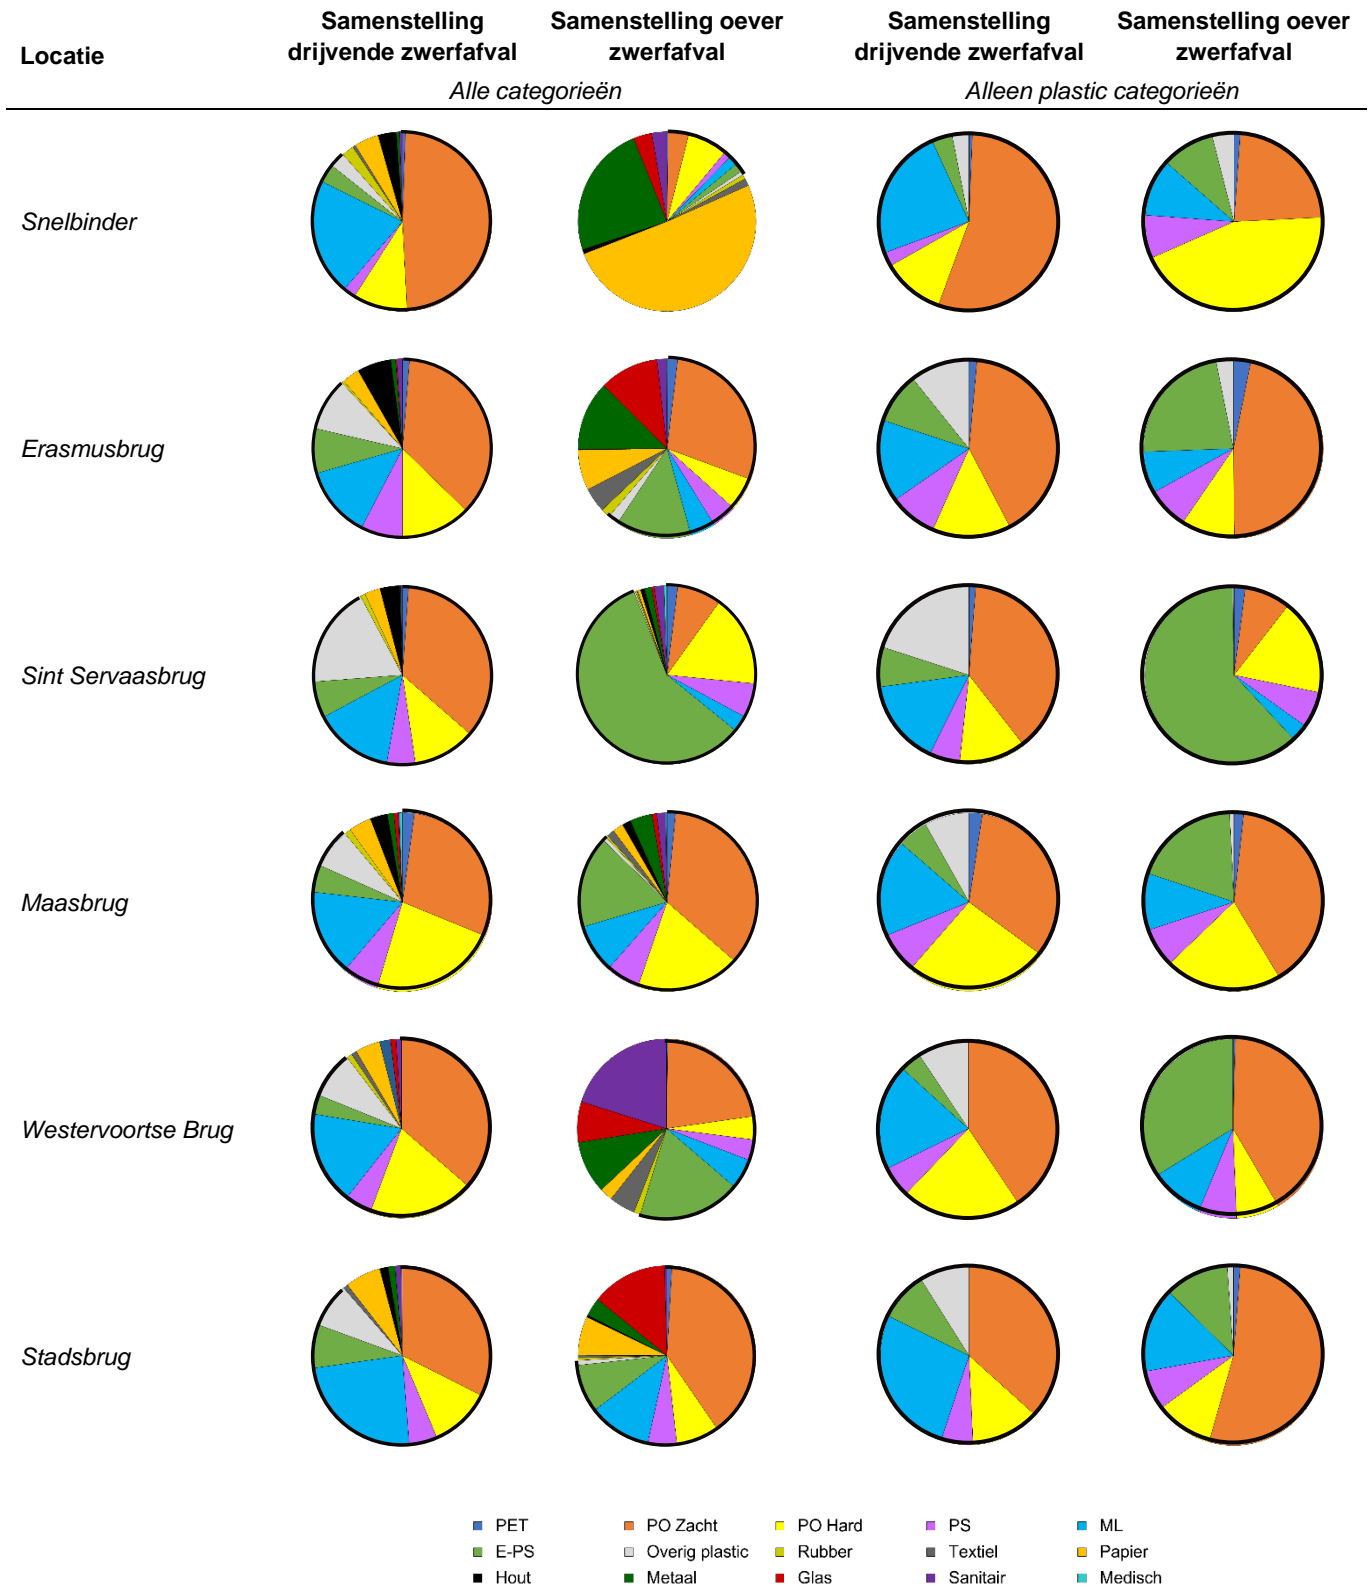 Locatie
Samenstelling drijvende zwerfafval
Samenstelling oever zwerfafval
Samenstelling drijvende zwerfafval
Samenstelling oever zwerfafval
Alle categorieën
Alleen plastic categorieën
Snelbinder
Erasmusbrug
Sint Servaasbrug
Maasbrug
Westervoortse Brug
Stadsbrug
PET PO Zacht PO Hard PS ML
E-PS Overig plastic Rubber Textiel Papier
Hout Metaal Glas Sanitair Medisch